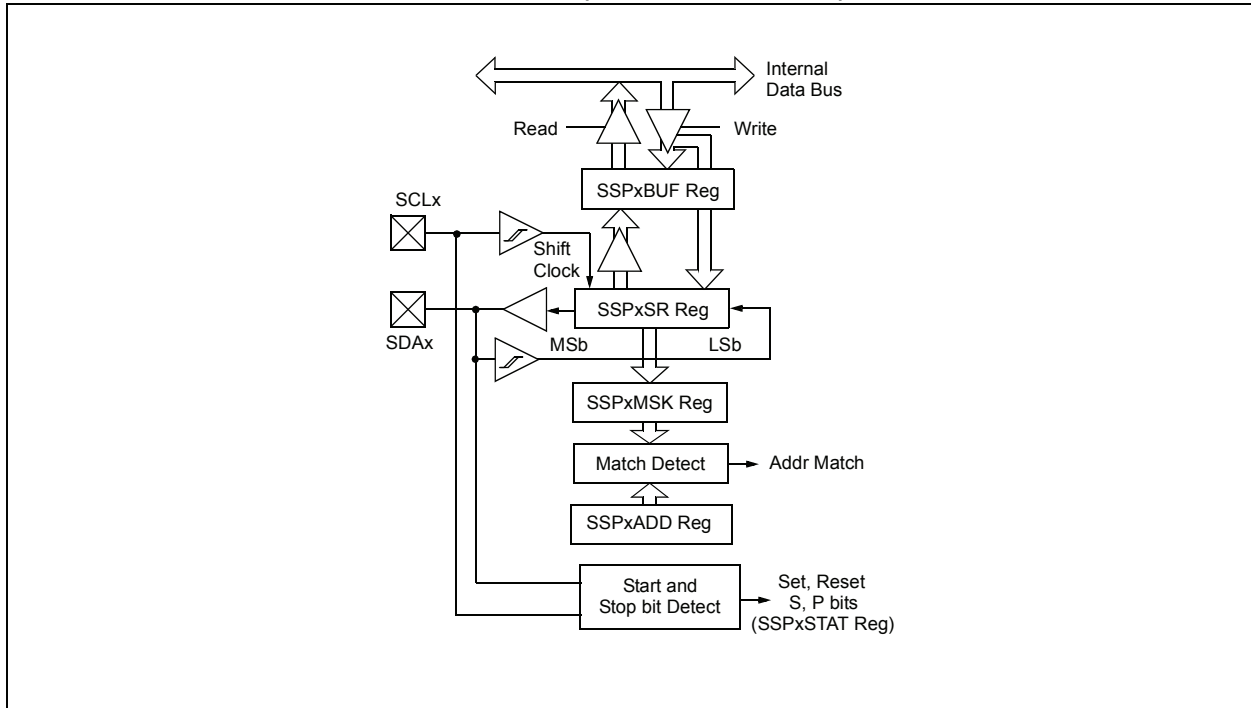 Internal
Data Bus
Read
Write
SSPxBUF Reg
SCLx
Shift
Clock
SSPxSR Reg
SDAx
MSb
LSb
SSPxMSK Reg
Match Detect
Addr Match
SSPxADD Reg
Start and
Stop bit Detect
Set, Reset
S, P bits
(SSPxSTAT Reg)